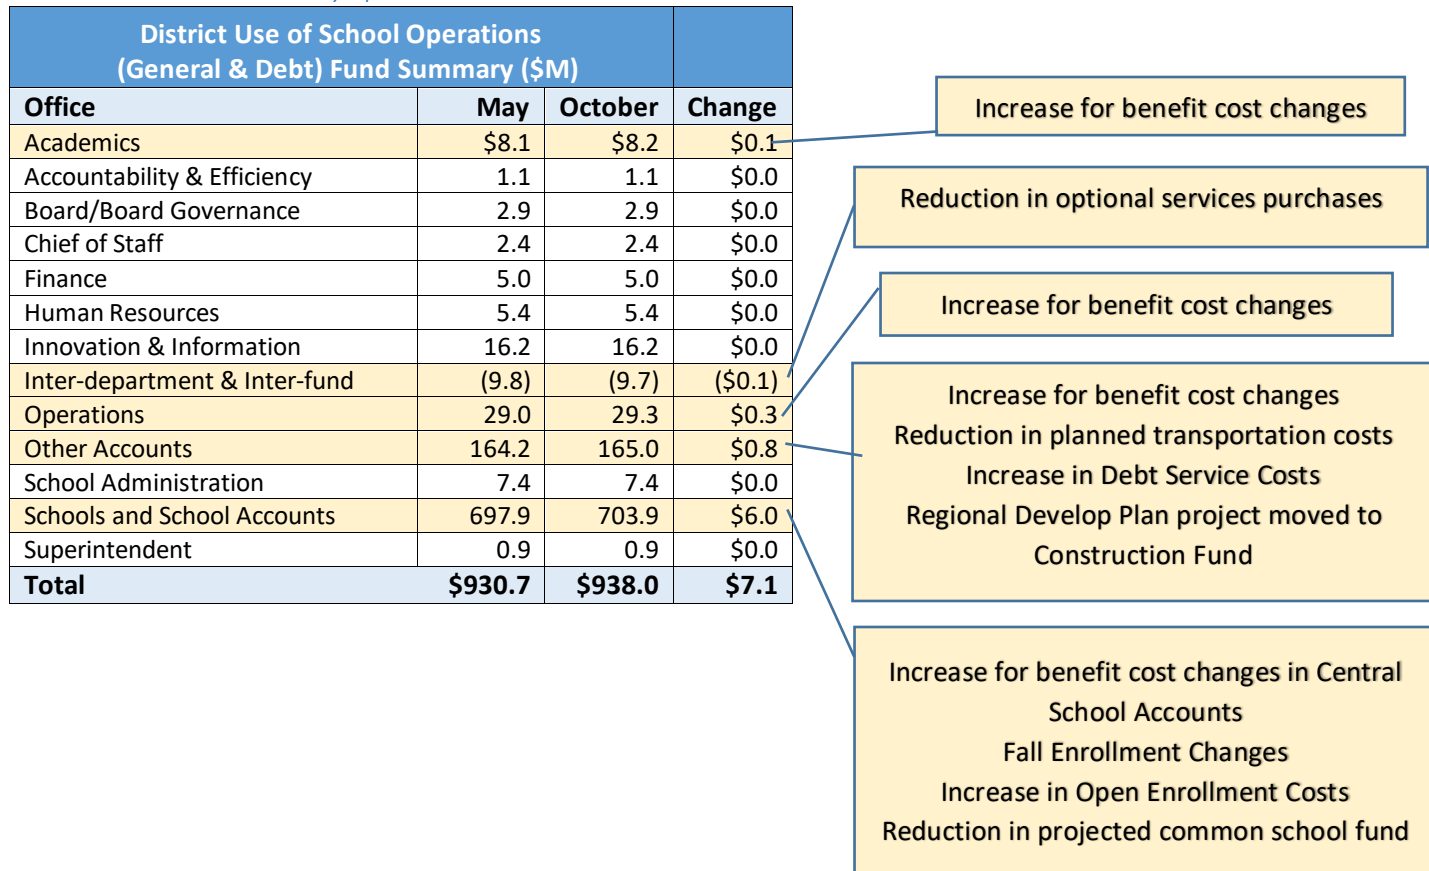 District Use of School Operations
(General & Debt) Fund Summary ($M)
Office May October Change
Academics $8.1 $8.2 $0.1
Accountability & Efficiency 1.1 1.1 $0.0
Board/Board Governance 2.9 2.9 $0.0
Chief of Staff 2.4 2.4 $0.0
Finance 5.0 5.0 $0.0
Human Resources 5.4 5.4 $0.0
Innovation & Information 16.2 16.2 $0.0
Inter-department & Inter-fund (9.8) (9.7) ($0.1)
Operations 29.0 29.3 $0.3
Other Accounts 164.2 165.0 $0.8
School Administration 7.4 7.4 $0.0
Schools and School Accounts 697.9 703.9 $6.0
Superintendent 0.9 0.9 $0.0
Total $930.7 $938.0 $7.1
Increase for benefit cost changes
Reduction in optional services purchases
Increase for benefit cost changes
Increase for benefit cost changes
Reduction in planned transportation costs
Increase in Debt Service Costs
Regional Develop Plan project moved to
Construction Fund
Increase for benefit cost changes in Central
School Accounts
Fall Enrollment Changes
Increase in Open Enrollment Costs
Reduction in projected common school fund